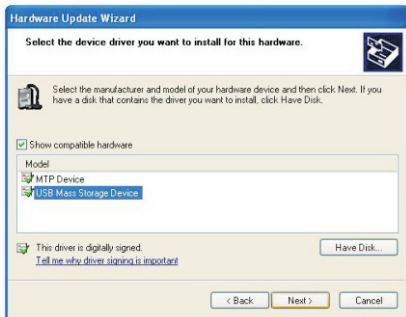 Hardware Update Wizard
Select the device driver you want to install for this hardware.
Select the manufacturer and model of your hardware device and then click Next. If you
have a disk that contains the driver you want to install, click Have Disk.
Show compatible hardware
Model
MTP Device
USB Mass Storage Device
This driver is digitally signed.
Tell me why driver signing is important
Have Disk...
< Back
Next >
Cancel